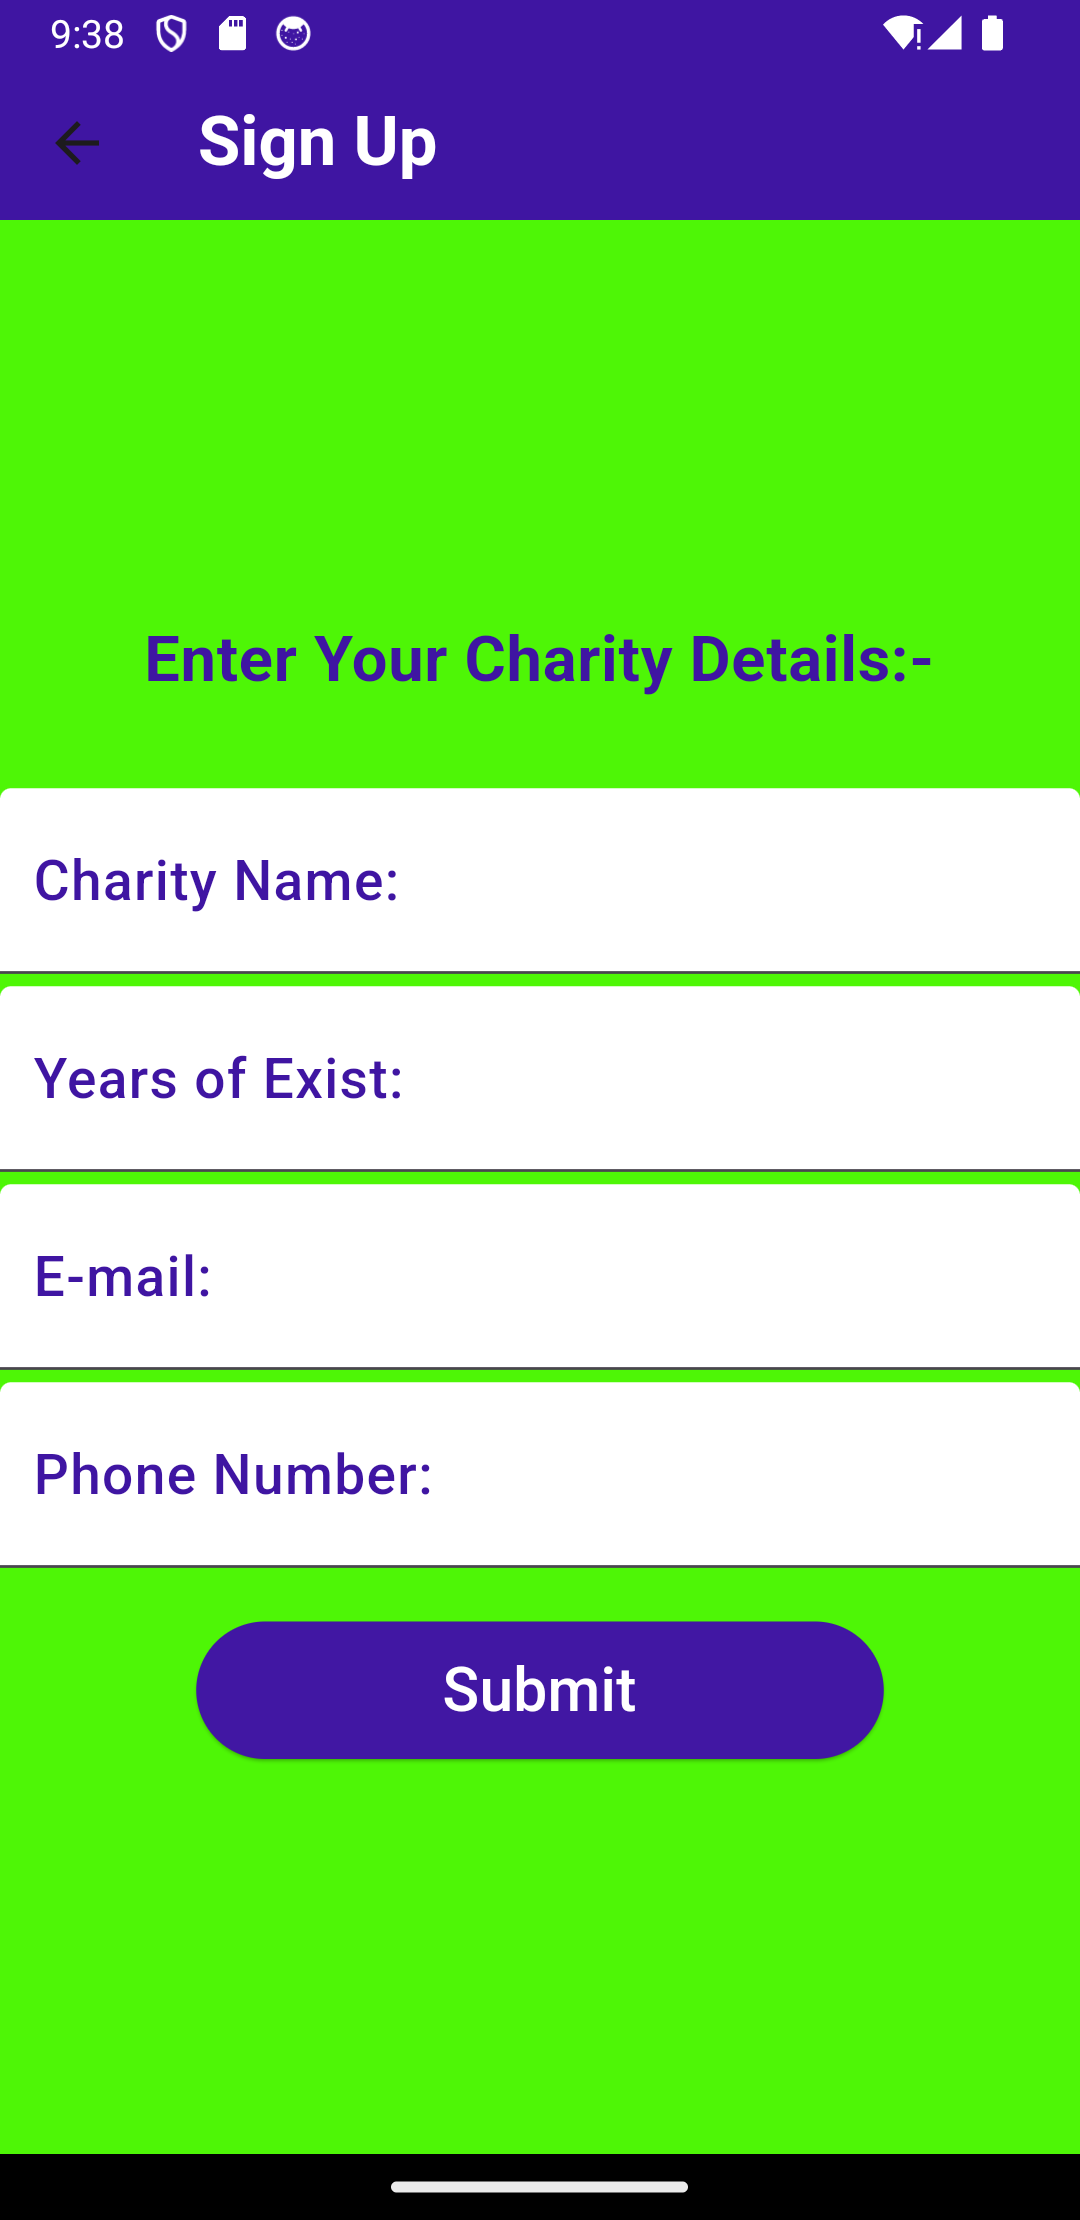 9:38
Sign Up
Enter Your Charity Details:-
Charity Name:
Years of Exist:
E-mail:
Phone Number:
Submit